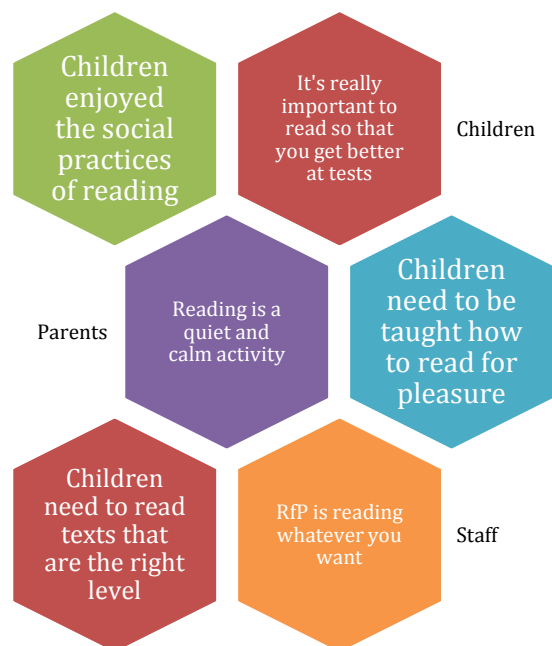 Children
enjoyed
the social
practices
of reading
It's really
important to
read so that
you get better
at tests
Children
Parents
Reading is a
quiet and
calm activity
Children
need to be
taught how
to read for
pleasure
Children
need to read
texts that
are the right
level
RfP is reading
whatever you
want
Staff